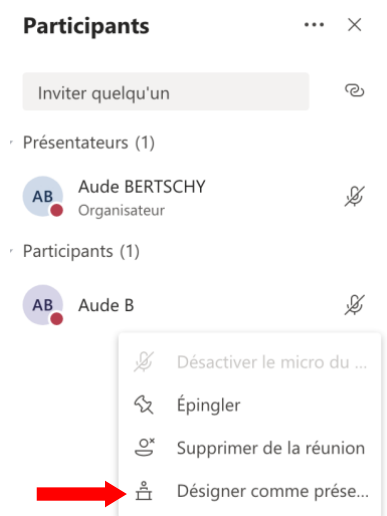 Participants
Inviter quelqu'un
Présentateurs (1)
AB
Aude BERTSCHY
Organisateur
Participants (1)
AB
Aude B
Désactiver le micro du ...
Épingler
Supprimer de la réunion
Désigner comme prése...